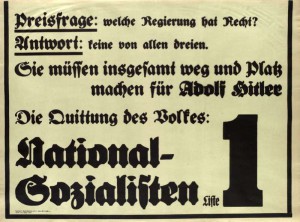 Preisfrage: welche Regierung hat Recht?
Antwort: keine von allen dreien.
Sie müssen insgesamt weg und Platz
machen für Adolf Hitler
Die Quittung des Volkes:
National-
Sozialisten Liste 1